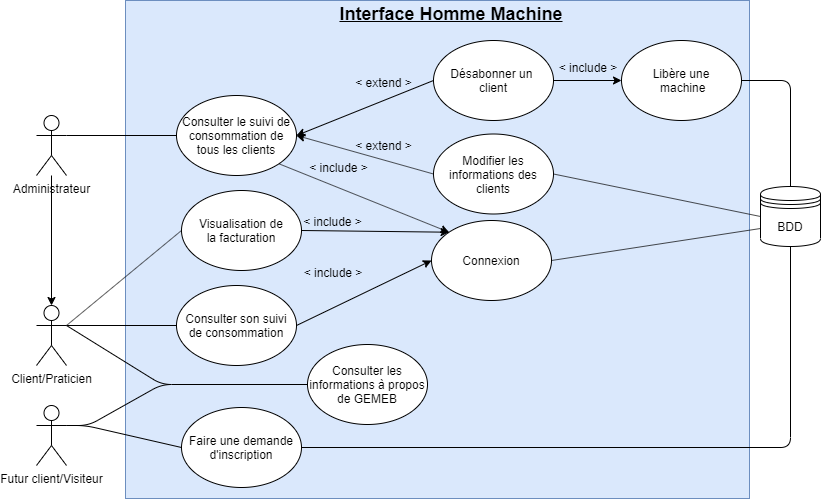 Interface Homme Machine
Désabonner un
client
< include >
Libère une
machine
< extend >
Consulter le suivi de
consommation de
tous les clients
< extend >
Modifier les
informations des
clients
< include >
Administrateur
Visualisation de
la facturation
< include >
BDD
Connexion
< include >
Consulter son suivi
de consommation
Client/Praticien
Consulter les
informations à propos
de GEMEB
Faire une demande
d'inscription
Futur client/Visiteur